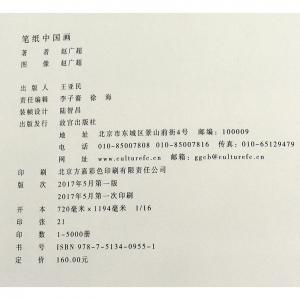 笔纸中国画
著 者 赵广超
图 像 赵广超
出版人 王亚民
责任编辑 李子裔 徐 海
装帧设计 陆智昌
出版发行 故宫出版社
地址 北京市东城区景山前街4号 邮编：100009
电话 010-85007808 010-85007816 传真：010-65129479
网址 www.culturefc.cn 邮箱：ggcb@culturefc.cn
印 刷 北京方嘉彩色印刷有限责任公司
版 次 2017年5月第一版
2017年5月第一次印刷
开 本 720毫米×1194毫米 1/16
印 张 21
印 数 1-5000册
书 号 ISBN 978-7-5134-0955-1
定 价 160.00元